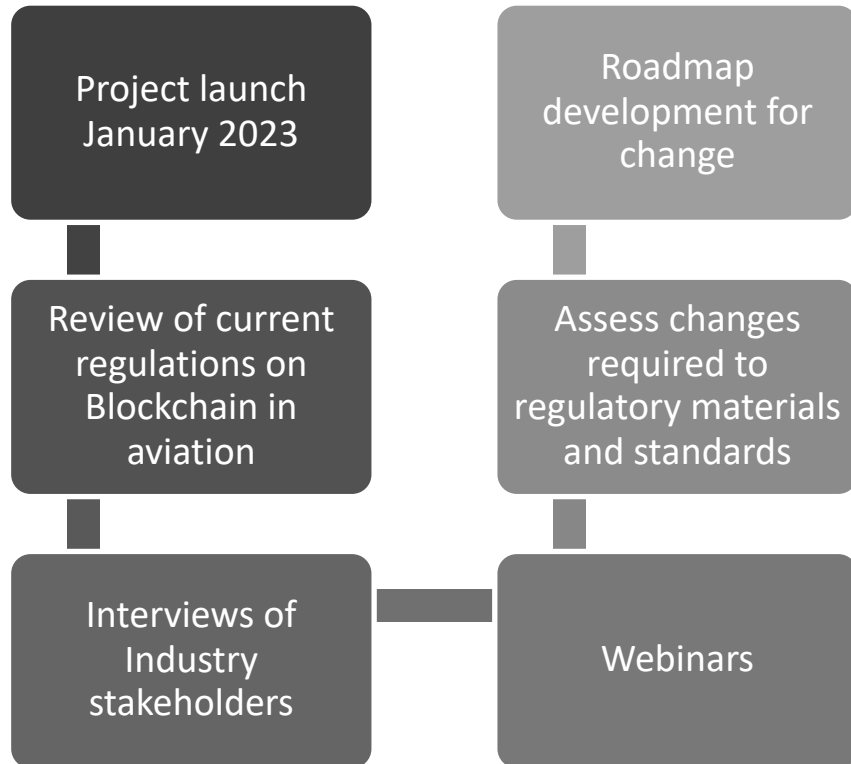 Project launch
January 2023
Review of current
regulations on
Blockchain in
aviation
Interviews of
Industry
stakeholders
Webinars
Assess changes
required to
regulatory materials
and standards
Roadmap
development for
change